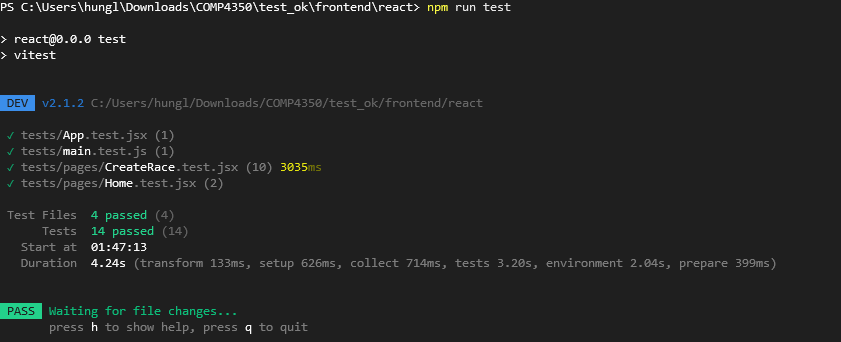 PS C:\Users\hungl\Downloads\COMP4350\test_ok\frontend\react> npm run test
> react@0.0.0 test
> vitest
DEV v2.1.2 C:/Users/hungl/Downloads/COMP4350/test_ok/frontend/react
✓ tests/App.test.jsx (1)
✓ tests/main.test.js (1)
✓ tests/pages/CreateRace.test.jsx (10) 3035ms
✓ tests/pages/Home.test.jsx (2)
Test Files 4 passed (4)
Tests 14 passed (14)
Start at 01:47:13
Duration 4.24s (transform 133ms, setup 626ms, collect 714ms, tests 3.20s, environment 2.04s, prepare 399ms)
PASS Waiting for file changes...
press h to show help, press q to quit